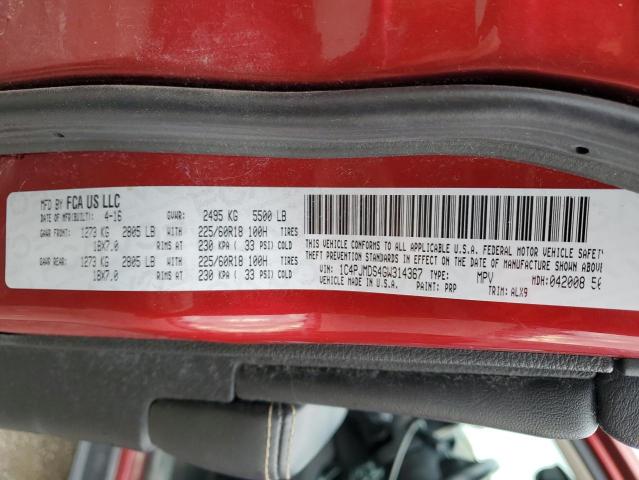 MFD BY FCA US LLC
DATE OF MFR(BUILT): 4-16 GVWR: 2495 KG 5500 LB
GAWR FRONT: 1273 KG 2805 LB WITH 225/60R18 100H TIRES
18X7.0 RIMS AT 230 KPA ( 33 PSI) COLD
GAWR REAR: 1273 KG 2805 LB WITH 225/60R18 100H TIRES
18X7.0 RIMS AT 230 KPA ( 33 PSI) COLD
THIS VEHICLE CONFORMS TO ALL APPLICABLE U.S.A. FEDERAL MOTOR VEHICLE SAFETY
THEFT PREVENTION STANDARDS IN EFFECT ON THE DATE OF MANUFACTURE SHOWN
VIN: 1C4PJMDS4GW314367 TYPE: MPV MDH:042008 50
VEHICLE MADE IN U.S.A. PAINT: PRP TRIM: ALX9